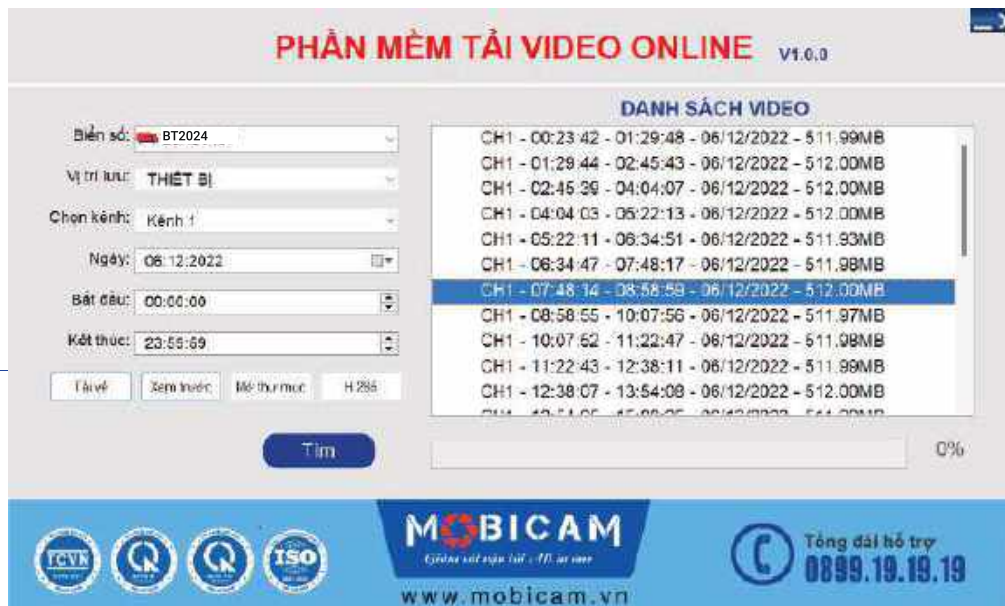 PHẦN MỀM TẢI VIDEO ONLINE V1.0.0
DANH SÁCH VIDEO
Biển số: BT2024
Vị trí lưu: THIẾT BỊ
Chọn kênh: Kênh 1
Ngày: 06/12/2022
Bắt đầu: 00:00:00
Kết thúc: 23:59:59
Tải về Xem trước Mở thư mục H.265
Tìm
CH1 - 00:23:42 - 01:29:48 - 06/12/2022 - 511.99MB
CH1 - 01:29:44 - 02:45:43 - 06/12/2022 - 512.00MB
CH1 - 02:45:39 - 04:04:07 - 06/12/2022 - 512.00MB
CH1 - 04:04:03 - 05:22:13 - 06/12/2022 - 512.00MB
CH1 - 05:22:11 - 06:34:51 - 06/12/2022 - 511.93MB
CH1 - 06:34:47 - 07:48:17 - 06/12/2022 - 511.98MB
CH1 - 07:48:14 - 08:58:59 - 06/12/2022 - 512.00MB
CH1 - 08:58:55 - 10:07:56 - 06/12/2022 - 511.97MB
CH1 - 10:07:52 - 11:22:47 - 06/12/2022 - 511.98MB
CH1 - 11:22:43 - 12:38:11 - 06/12/2022 - 511.99MB
CH1 - 12:38:07 - 13:54:08 - 06/12/2022 - 512.00MB
0%
TCVN
ISO
MOBICAM
www.mobicam.vn
Tổng đài hỗ trợ
0899.19.19.19